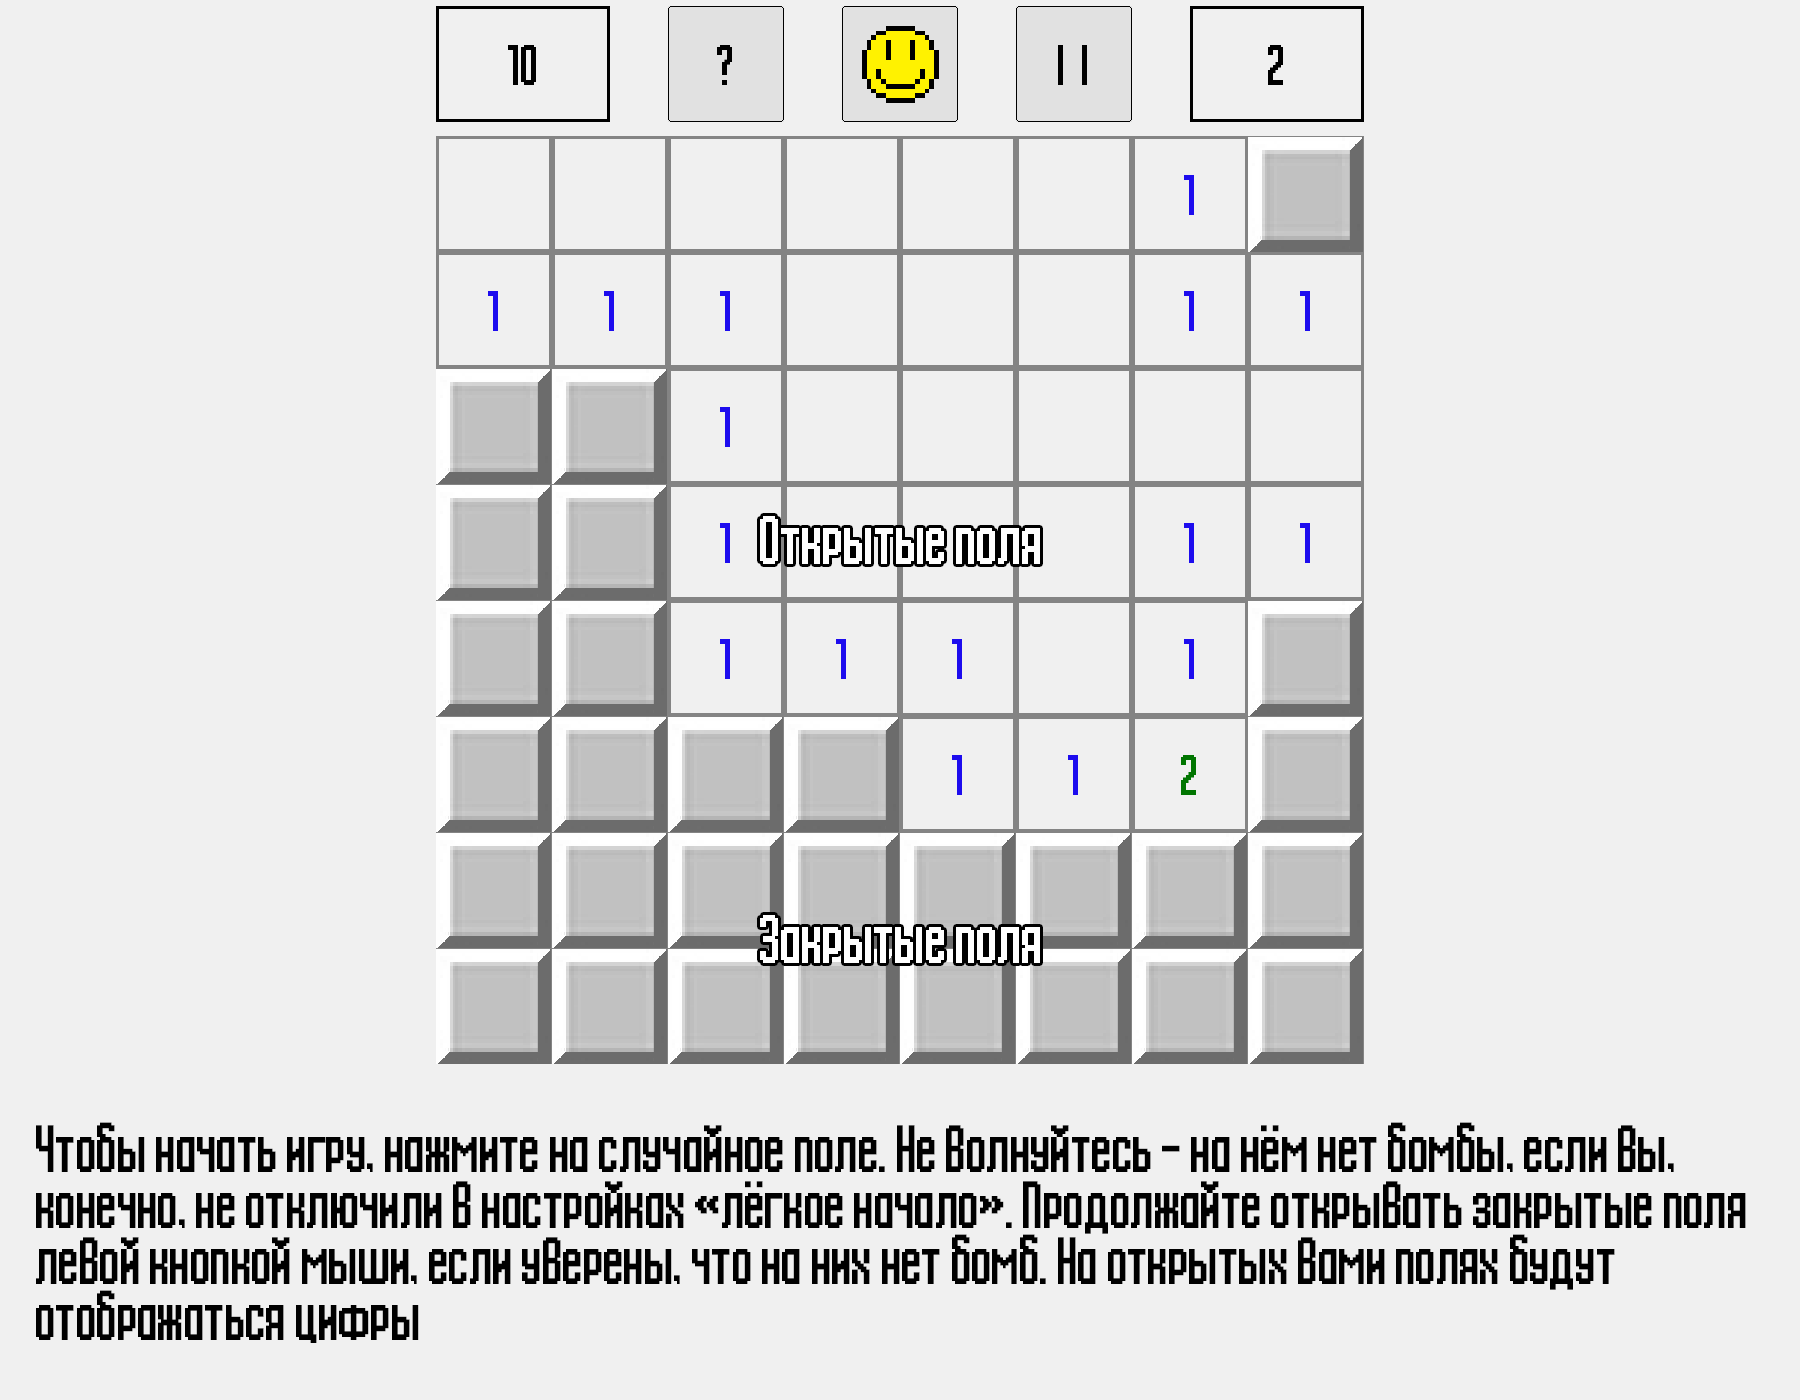 10 ? 2
1
1 1 1 1 1
1
1 Открытые поля 1 1
1 1 1 1
1 1 2
Закрытые поля
Чтобы начать игру, нажмите на случайное поле. Не волнуйтесь – на нём нет бомбы, если вы,
конечно, не отключили в настройках «лёгкое начало». Продолжайте открывать закрытые поля
левой кнопкой мыши, если уверены, что на них нет бомб. На открытых вами полях будут
отображаться цифры